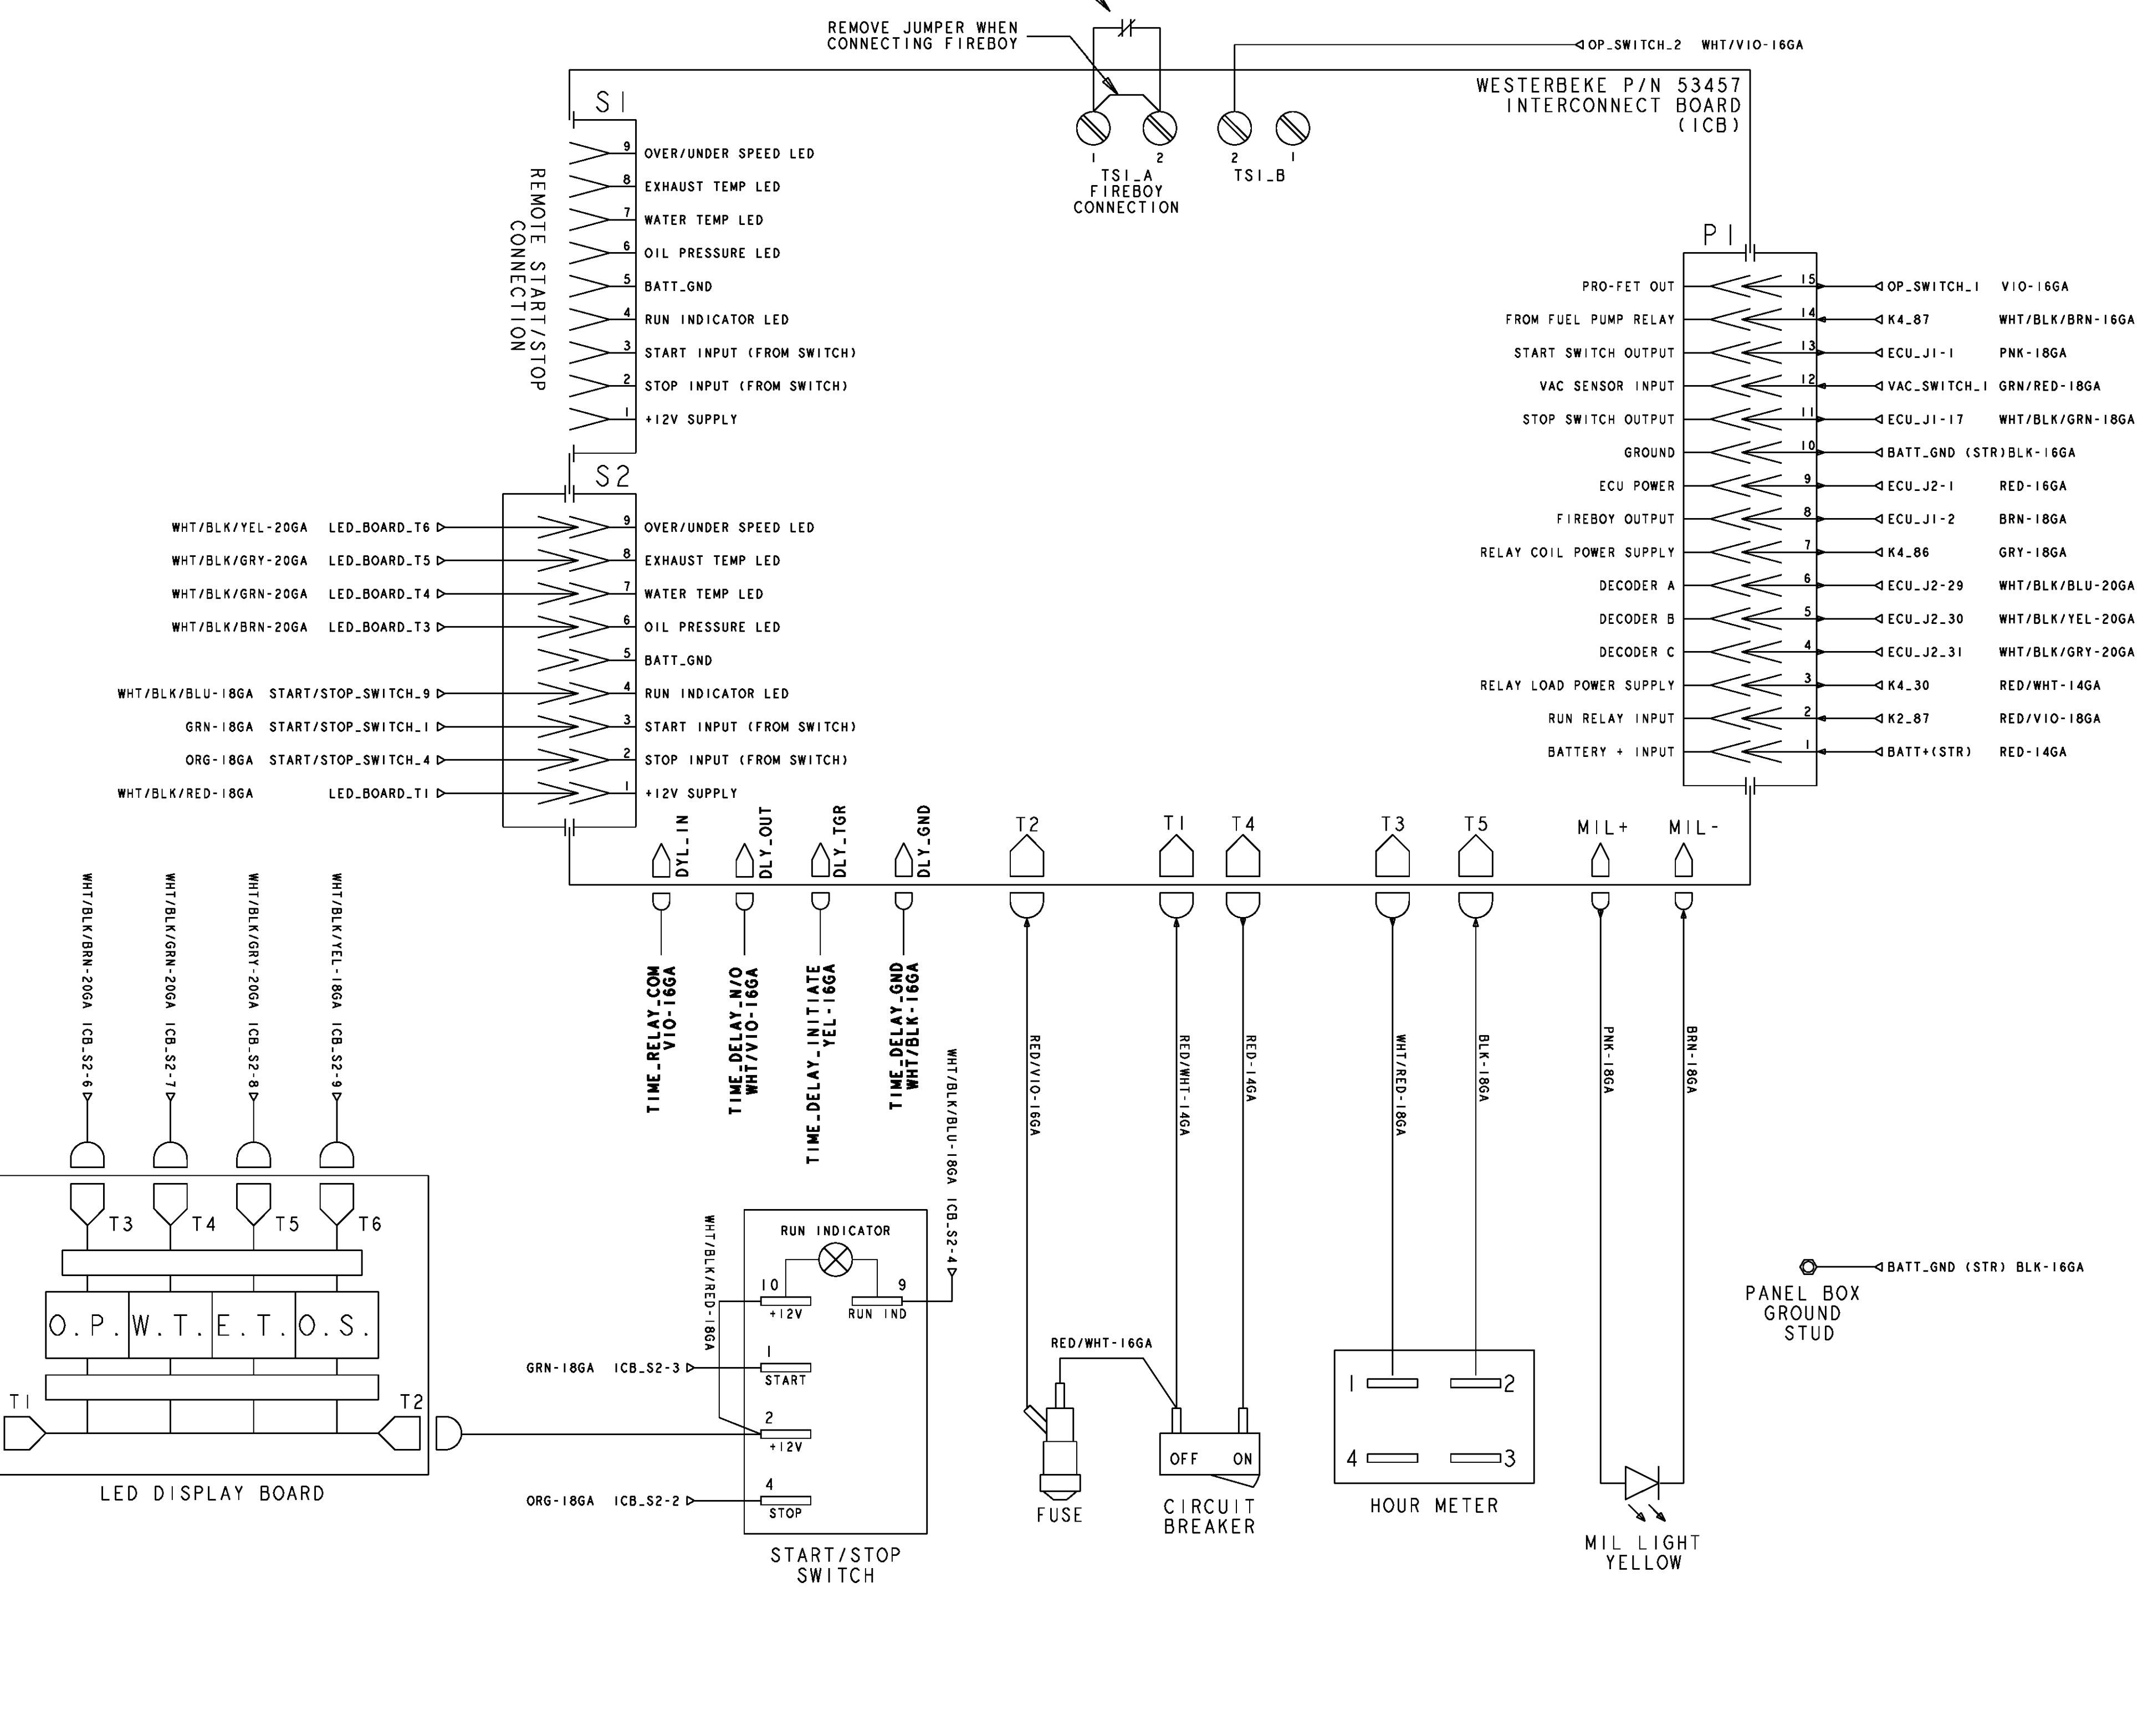 REMOVE JUMPER WHEN
CONNECTING FIREBOY
OP_SWITCH_2 WHT/VIO-16GA
WESTERBEKE P/N 53457
INTERCONNECT BOARD
(ICB)
1 2 2 1
TS1_A TS1_B
FIREBOY
CONNECTION
S1
REMOTE START/STOP
CONNECTION
9 OVER/UNDER SPEED LED
8 EXHAUST TEMP LED
7 WATER TEMP LED
6 OIL PRESSURE LED
5 BATT_GND
4 RUN INDICATOR LED
3 START INPUT (FROM SWITCH)
2 STOP INPUT (FROM SWITCH)
1 +12V SUPPLY
P1
PRO-FET OUT 15 OP_SWITCH_1 VIO-16GA
FROM FUEL PUMP RELAY 14 K4_87 WHT/BLK/BRN-16GA
START SWITCH OUTPUT 13 ECU_J1-1 PNK-18GA
VAC SENSOR INPUT 12 VAC_SWITCH_1 GRN/RED-18GA
STOP SWITCH OUTPUT 11 ECU_J1-17 WHT/BLK/GRN-18GA
GROUND 10 BATT_GND (STR)BLK-16GA
ECU POWER 9 ECU_J2-1 RED-16GA
FIREBOY OUTPUT 8 ECU_J1-2 BRN-18GA
RELAY COIL POWER SUPPLY 7 K4_86 GRY-18GA
DECODER A 6 ECU_J2-29 WHT/BLK/BLU-20GA
DECODER B 5 ECU_J2_30 WHT/BLK/YEL-20GA
DECODER C 4 ECU_J2_31 WHT/BLK/GRY-20GA
RELAY LOAD POWER SUPPLY 3 K4_30 RED/WHT-14GA
RUN RELAY INPUT 2 K2_87 RED/VIO-18GA
BATTERY + INPUT 1 BATT+(STR) RED-14GA
S2
WHT/BLK/YEL-20GA LED_BOARD_T6 9 OVER/UNDER SPEED LED
WHT/BLK/GRY-20GA LED_BOARD_T5 8 EXHAUST TEMP LED
WHT/BLK/GRN-20GA LED_BOARD_T4 7 WATER TEMP LED
WHT/BLK/BRN-20GA LED_BOARD_T3 6 OIL PRESSURE LED
5 BATT_GND
WHT/BLK/BLU-18GA START/STOP_SWITCH_9 4 RUN INDICATOR LED
GRN-18GA START/STOP_SWITCH_1 3 START INPUT (FROM SWITCH)
ORG-18GA START/STOP_SWITCH_4 2 STOP INPUT (FROM SWITCH)
WHT/BLK/RED-18GA LED_BOARD_T1 1 +12V SUPPLY
DYL_IN
DLY_OUT
DLY_TGR
DLY_GND
T2 T1 T4 T3 T5 MIL+ MIL-
TIME_RELAY_COM
VIO-16GA
TIME_DELAY_N/O
WHT/VIO-16GA
TIME_DELAY_INITIATE
YEL-16GA
TIME_DELAY_GND
WHT/BLK-16GA
WHT/BLK/BLU-18GA ICB_S2-4
RED/VIO-16GA
RED/WHT-14GA
RED-14GA
WHT/RED-18GA
BLK-18GA
PNK-18GA
BRN-18GA
WHT/BLK/BRN-20GA ICB_S2-6
WHT/BLK/GRN-20GA ICB_S2-7
WHT/BLK/GRY-20GA ICB_S2-8
WHT/BLK/YEL-18GA ICB_S2-9
T3 T4 T5 T6
O.P. W.T. E.T. O.S.
T1 T2
LED DISPLAY BOARD
WHT/BLK/RED-18GA
RUN INDICATOR
10 9
+12V RUN IND
1
GRN-18GA ICB_S2-3
START
2
+12V
4
ORG-18GA ICB_S2-2
STOP
START/STOP
SWITCH
RED/WHT-16GA
FUSE
OFF ON
CIRCUIT
BREAKER
1 2
4 3
HOUR METER
MIL LIGHT
YELLOW
BATT_GND (STR) BLK-16GA
PANEL BOX
GROUND
STUD